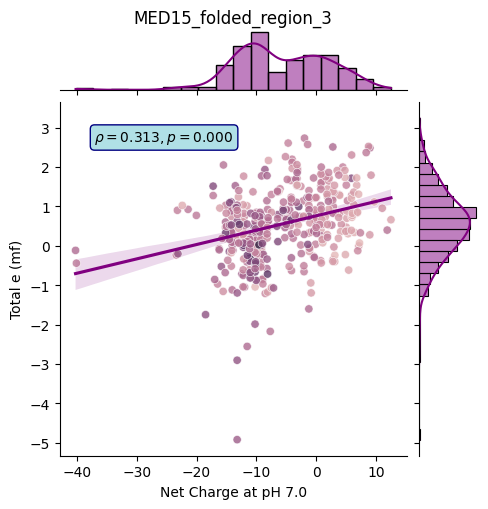 MED15_folded_region_3
ρ=0.313, p=0.000
3
2
1
0
−1
−2
−3
−4
−5
Total e (mf)
−40 −30 −20 −10 0 10
Net Charge at pH 7.0